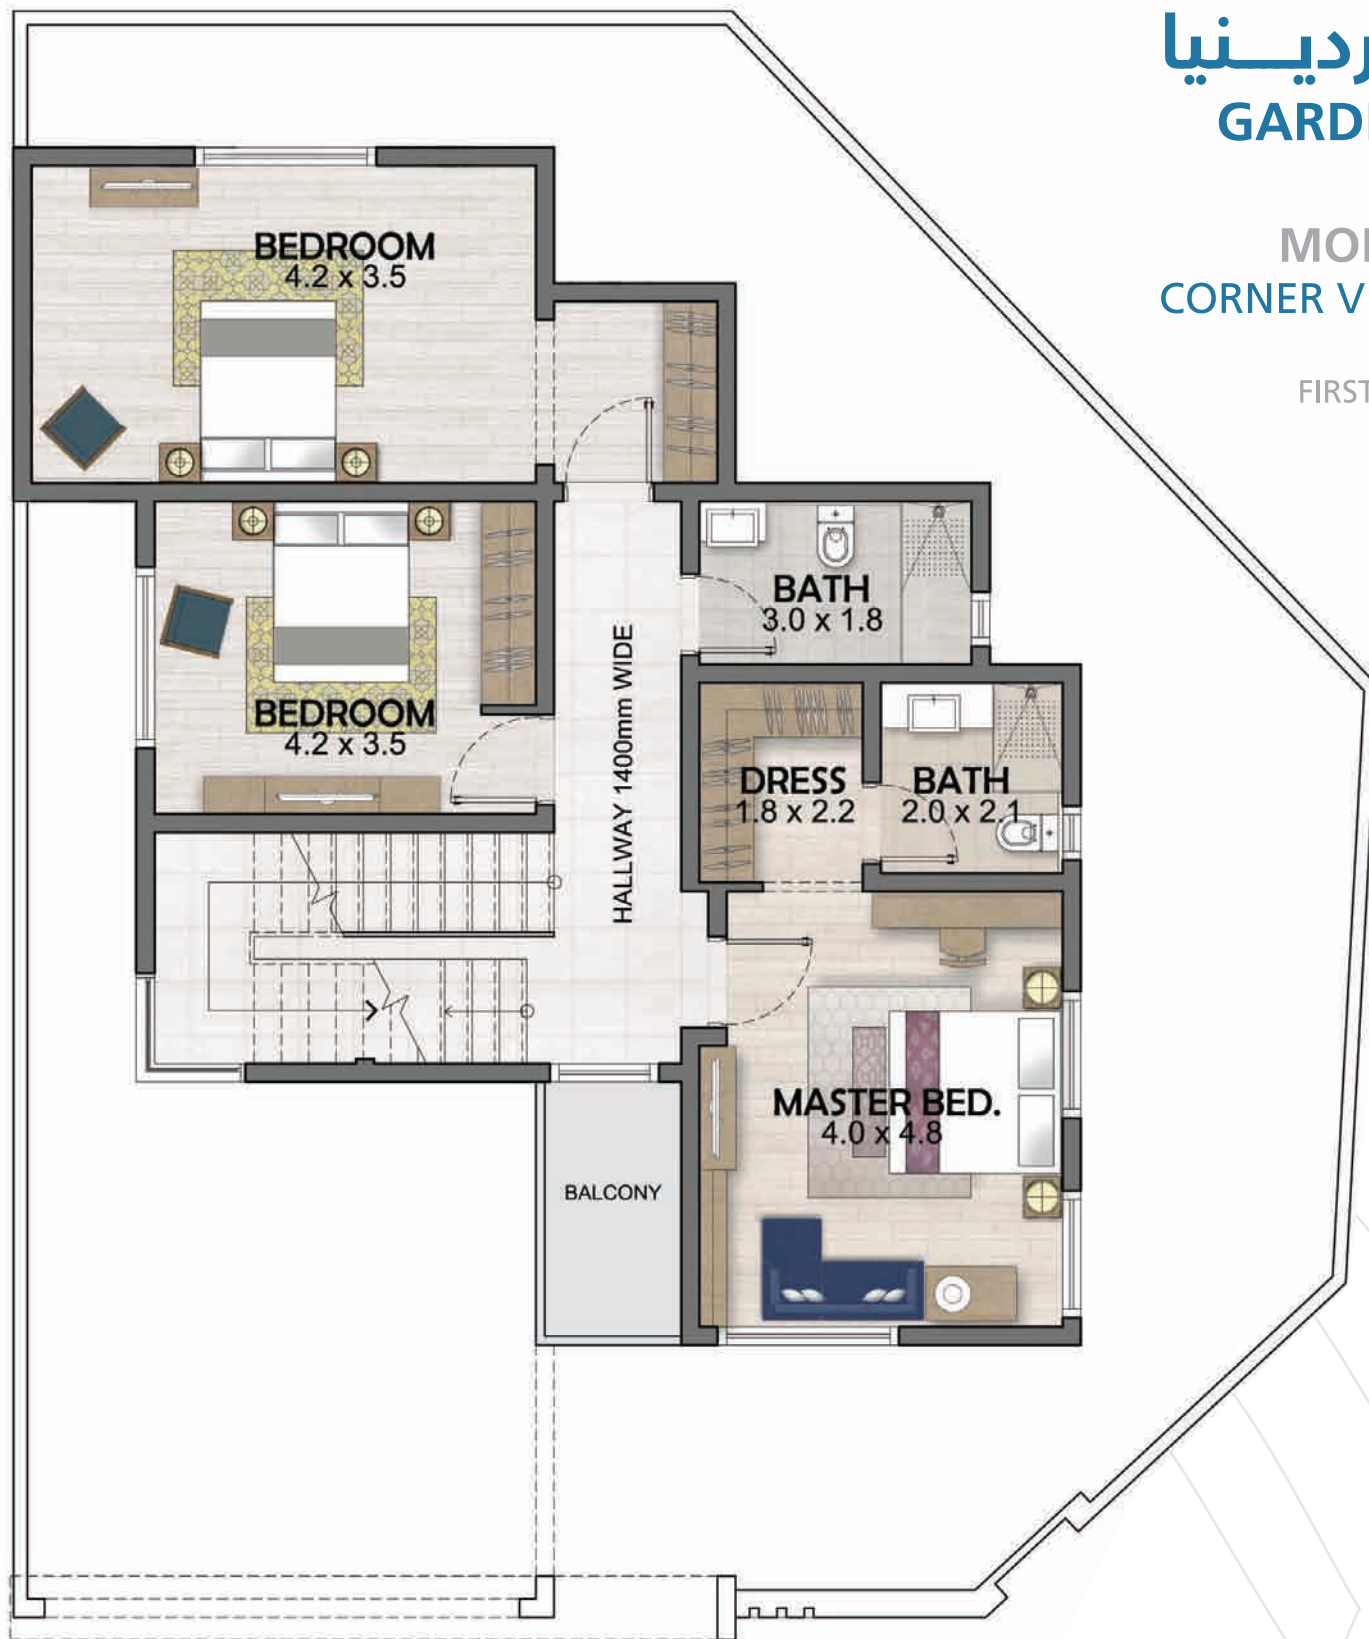 GARD
MO
CORNER V
FIRST
BEDROOM
4.2 x 3.5
BEDROOM
4.2 x 3.5
BATH
3.0 x 1.8
HALLWAY 1400mm WIDE
DRESS
1.8 x 2.2
BATH
2.0 x 2.1
MASTER BED.
4.0 x 4.8
BALCONY